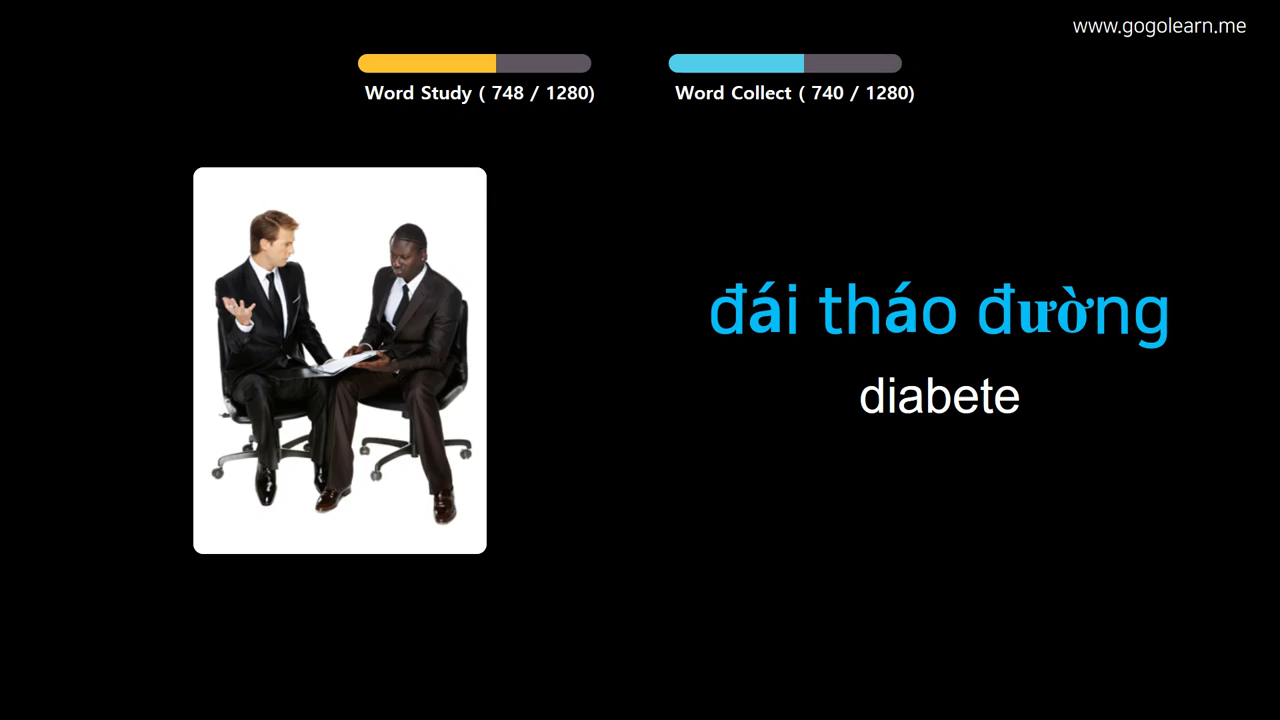 www.gogolearn.me
Word Study ( 748 / 1280)
Word Collect ( 740 / 1280)
đái tháo đường
diabete